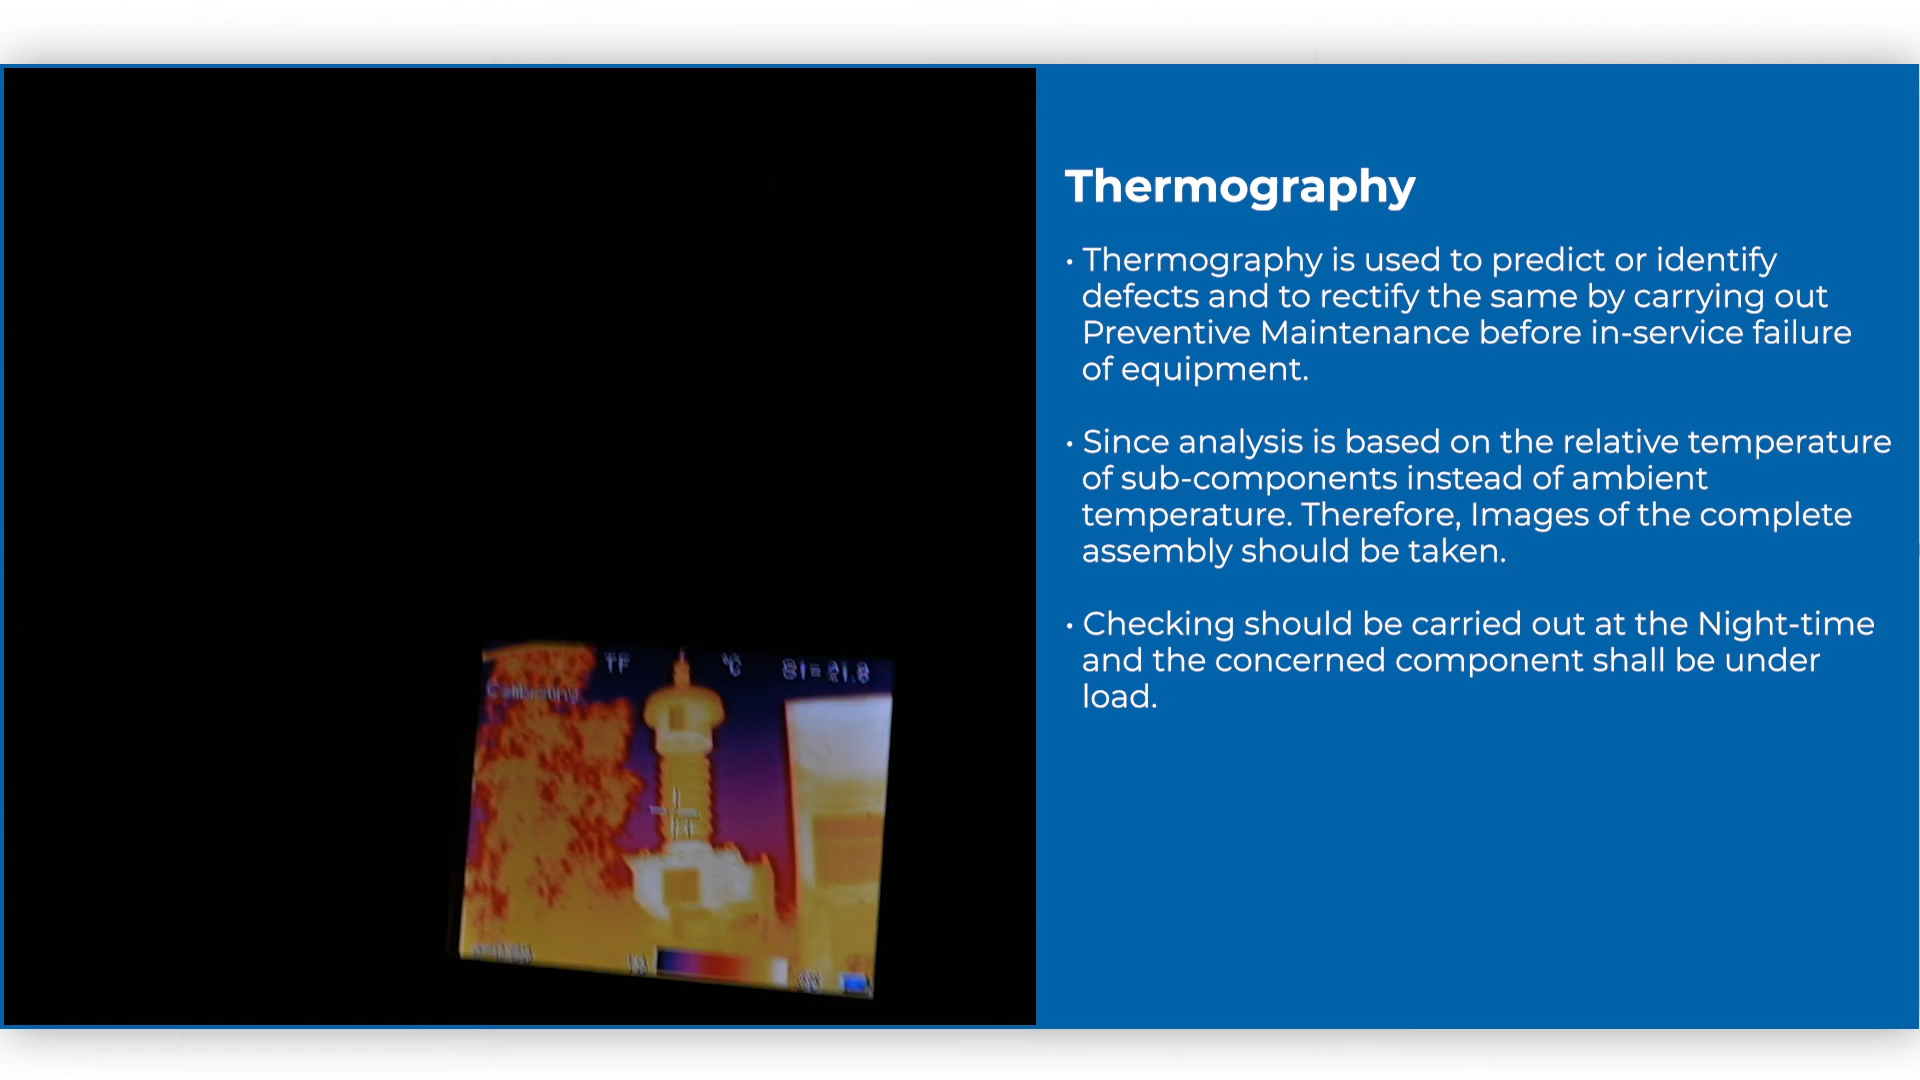 TF
°C
Thermography
• Thermography is used to predict or identify
defects and to rectify the same by carrying out
Preventive Maintenance before in-service failure
of equipment.
• Since analysis is based on the relative temperature
of sub-components instead of ambient
temperature. Therefore, Images of the complete
assembly should be taken.
• Checking should be carried out at the Night-time
and the concerned component shall be under
load.